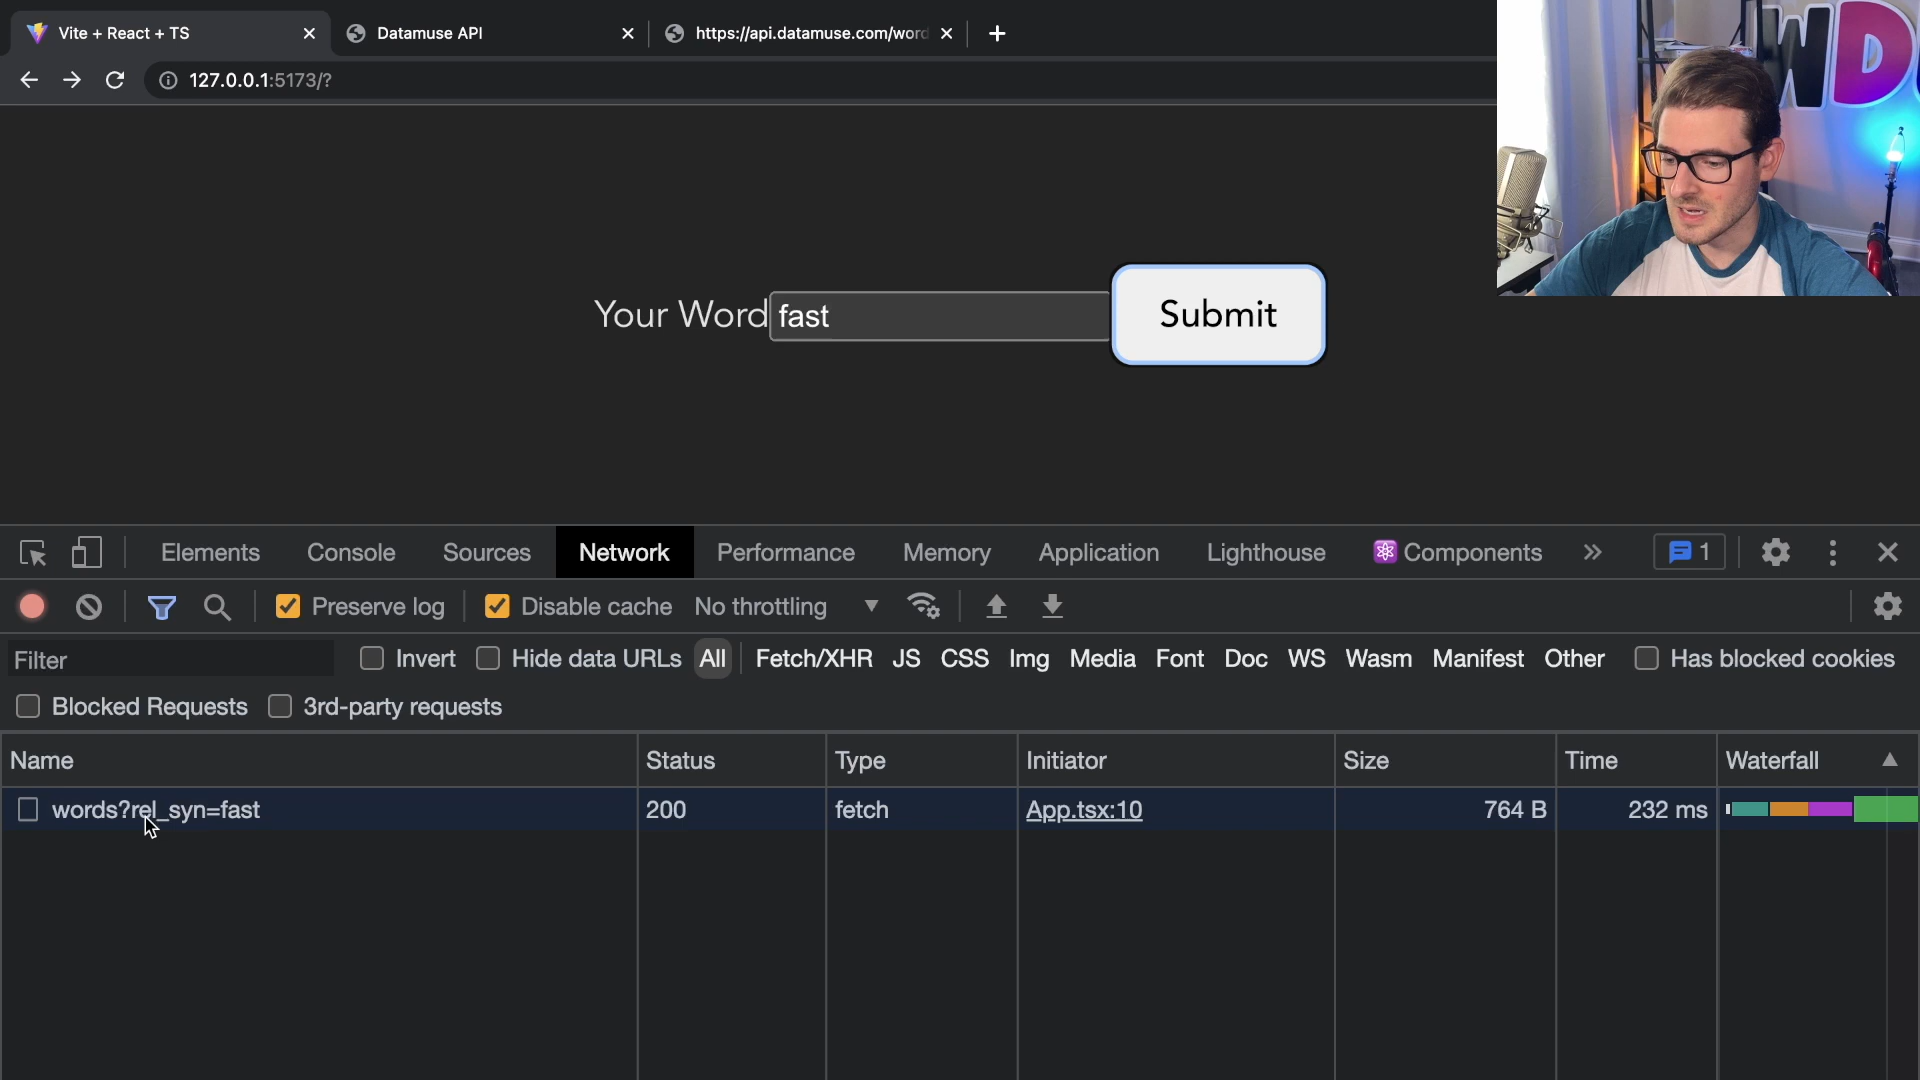 Vite + React + TS
Datamuse API
https://api.datamuse.com/word
127.0.0.1:5173/?
WD
Your Word fast Submit
Elements Console Sources Network Performance Memory Application Lighthouse Components » 1
Preserve log Disable cache No throttling
Filter Invert Hide data URLs All Fetch/XHR JS CSS Img Media Font Doc WS Wasm Manifest Other Has blocked cookies
Blocked Requests 3rd-party requests
Name Status Type Initiator Size Time Waterfall
words?rel_syn=fast 200 fetch App.tsx:10 764 B 232 ms